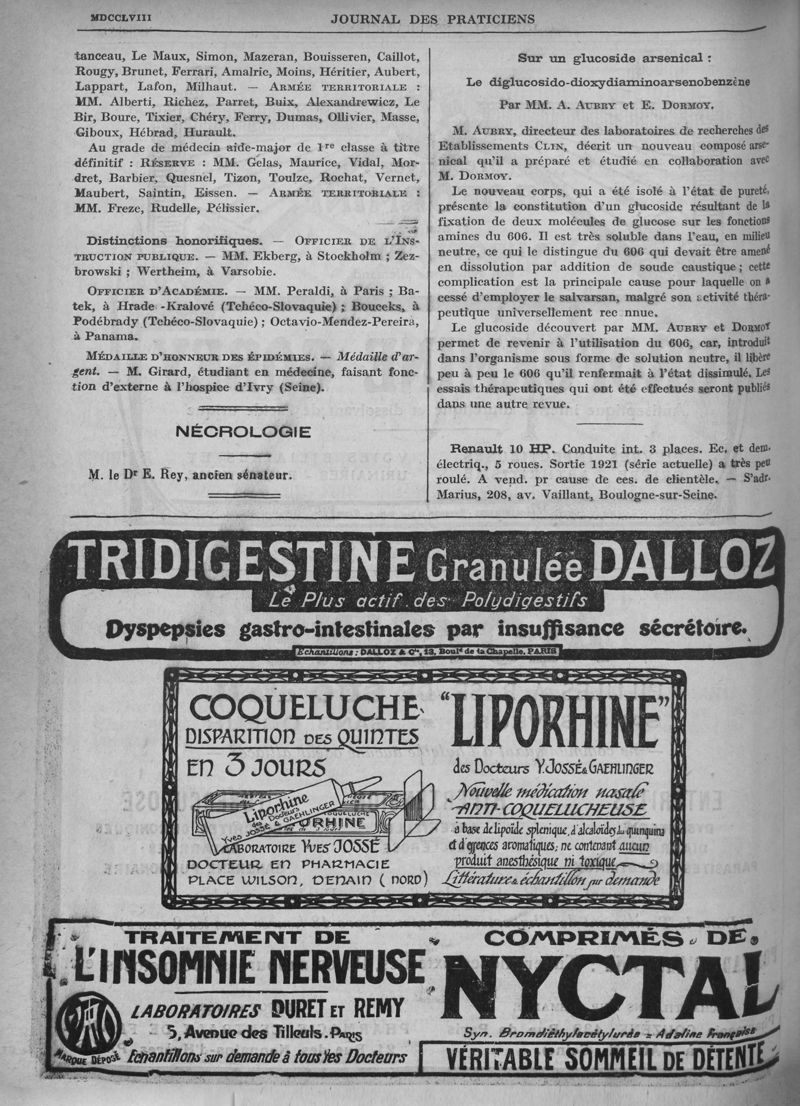 MDCCLVIII
JOURNAL DES PRATICIENS
tanceau, Le Maux, Simon, Mazeran, Bouisseren, Caillot,
Rougy, Brunet, Ferrari, Amalric, Moins, Héritier, Aubert,
Lappart, Lafon, Milhaut. — ARMÉE TERRITORIALE :
MM. Alberti, Richez, Parret, Buix, Alexandrewicz, Le
Bir, Boure, Tixier, Chéry, Ferry, Dumas, Ollivier, Masse,
Giboux, Hébrad, Hurault.
Au grade de médecin aide-major de 1re classe à titre
définitif : RÉSERVE : MM. Gelas, Maurice, Vidal, Mor-
dret, Barbier, Quesnel, Tizon, Toulze, Rochat, Vernet,
Maubert, Saintin, Eissen. — ARMÉE TERRITORIALE :
MM. Freze, Rudelle, Pélissier.
Distinctions honorifiques. — OFFICIER DE L'INS-
TRUCTION PUBLIQUE. — MM. Ekberg, à Stockholm ; Zez-
browski ; Wertheim, à Varsobie.
OFFICIER D'ACADÉMIE. — MM. Peraldi, à Paris ; Ba-
tek, à Hrade -Kralové (Tchéco-Slovaquie) ; Bouceks, à
Podébrady (Tchéco-Slovaquie) ; Octavio-Mendez-Pereira,
à Panama.
MÉDAILLE D'HONNEUR DES ÉPIDÉMIES. — Médaille d'ar-
gent. — M. Girard, étudiant en médecine, faisant fonc-
tion d'externe à l'hospice d'Ivry (Seine).
NÉCROLOGIE
M. le Dr E. Rey, ancien sénateur.
Sur un glucoside arsenical :
Le diglucosido-dioxydiaminoarsenobenzène
Par MM. A. AUBRY et E. DORMOY.
M. AUBRY, directeur des laboratoires de recherches des
Etablissements CLIN, décrit un nouveau composé arse-
nical qu'il a préparé et étudié en collaboration avec
M. DORMOY.
Le nouveau corps, qui a été isolé à l'état de pureté,
présente la constitution d'un glucoside résultant de la
fixation de deux molécules de glucose sur les fonctions
amines du 606. Il est très soluble dans l'eau, en milieu
neutre, ce qui le distingue du 606 qui devait être amené
en dissolution par addition de soude caustique ; cette
complication est la principale cause pour laquelle on a
cessé d'employer le salvarsan, malgré son activité théra-
peutique universellement rec nnue.
Le glucoside découvert par MM. AUBRY et DORMOY
permet de revenir à l'utilisation du 606, car, introduit
dans l'organisme sous forme de solution neutre, il libère
peu à peu le 606 qu'il renfermait à l'état dissimulé. Les
essais thérapeutiques qui ont été effectués seront publiés
dans une autre revue.
Renault 10 HP. Conduite int. 3 places. Ec. et dem.
électriq., 5 roues. Sortie 1921 (série actuelle) a très peu
roulé. A vend. pr cause de ces. de clientèle. — S'adr.
Marius, 208, av. Vaillant, Boulogne-sur-Seine.
TRIDIGESTINE Granulée DALLOZ
Le Plus actif des Polydigestifs
Dyspepsies gastro-intestinales par insuffisance sécrétoire.
Echantillons : DALLOZ & Cie, 13, Boulᵈ de la Chapelle, PARIS
COQUELUCHE
DISPARITION DES QUINTES
EN 3 JOURS
Liporhine
des Docteurs
Yves JOSSÉ & GAEHLINGER
LABORATOIRE YVES JOSSÉ
DOCTEUR EN PHARMACIE
PLACE WILSON, DENAIN (NORD)
"LIPORHINE"
des Docteurs Y. JOSSÉ & GAEHLINGER
Nouvelle médication nasale
ANTI-COQUELUCHEUSE
à base de lipoïde splenique, d'alcaloïdes du quinquina
et d'essences aromatiques; ne contenant aucun
produit anesthésique ni toxique
Littérature & échantillon sur demande
TRAITEMENT DE
L'INSOMNIE NERVEUSE
LABORATOIRES DURET ET REMY
5, Avenue des Tilleuls. PARIS
MARQUE DÉPOSÉE
Echantillons sur demande à tous les Docteurs
COMPRIMÉS DE
NYCTAL
Syn. Bromdiéthylacétylurée = Adaline Française
VÉRITABLE SOMMEIL DE DÉTENTE